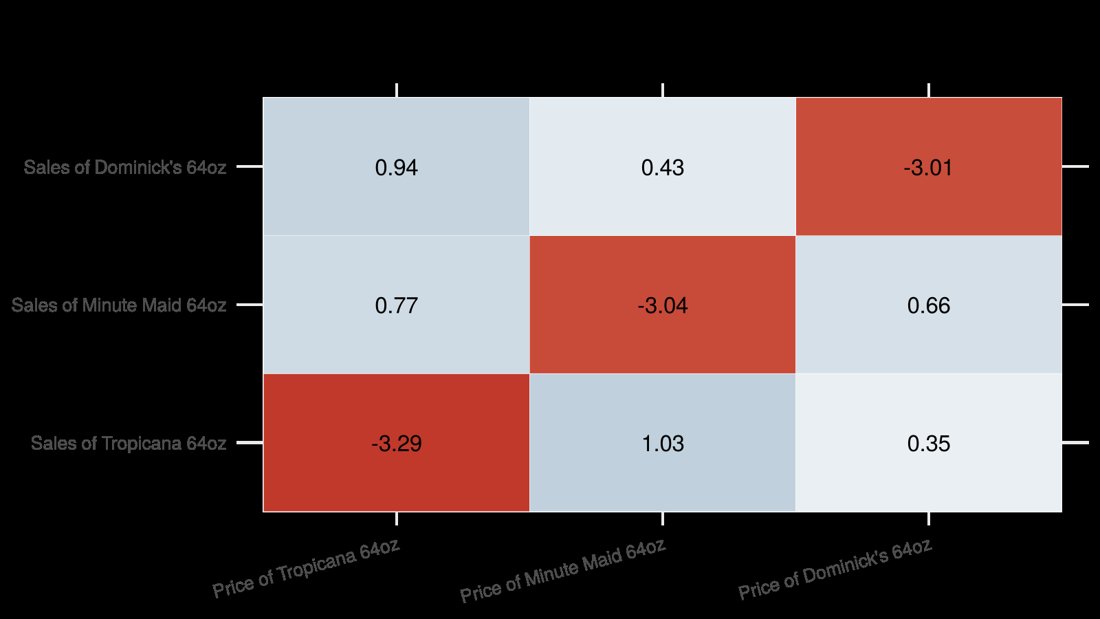 Sales of Dominick's 64oz 0.94 0.43 -3.01
Sales of Minute Maid 64oz 0.77 -3.04 0.66
Sales of Tropicana 64oz -3.29 1.03 0.35
Price of Tropicana 64oz Price of Minute Maid 64oz Price of Dominick's 64oz